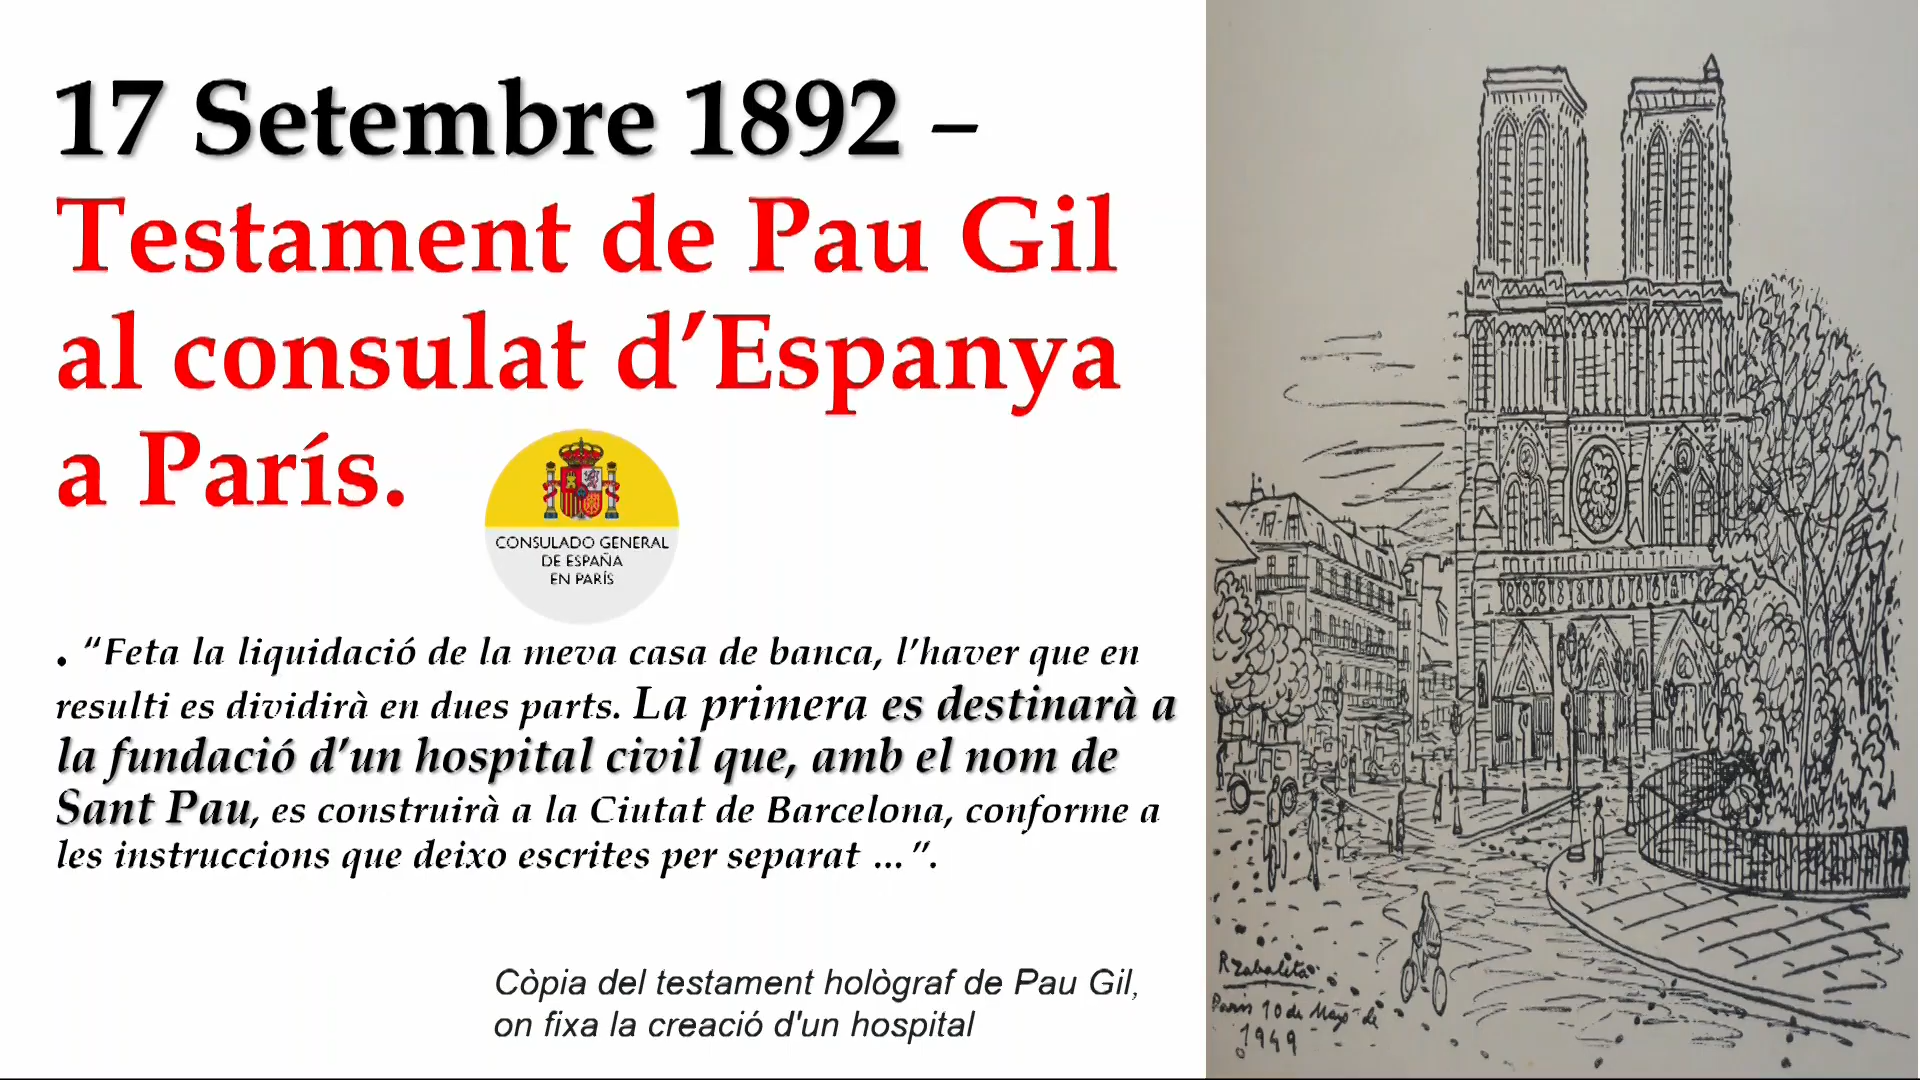 17 Setembre 1892 –
Testament de Pau Gil
al consulat d’Espanya
a París.
CONSULADO GENERAL
DE ESPAÑA
EN PARÍS
. “Feta la liquidació de la meva casa de banca, l’haver que en
resulti es dividirà en dues parts. La primera es destinarà a
la fundació d’un hospital civil que, amb el nom de
Sant Pau, es construirà a la Ciutat de Barcelona, conforme a
les instruccions que deixo escrites per separat ...”.
Còpia del testament hològraf de Pau Gil,
on fixa la creació d'un hospital
R Zabaleta
París 10 de Mayo de
1949